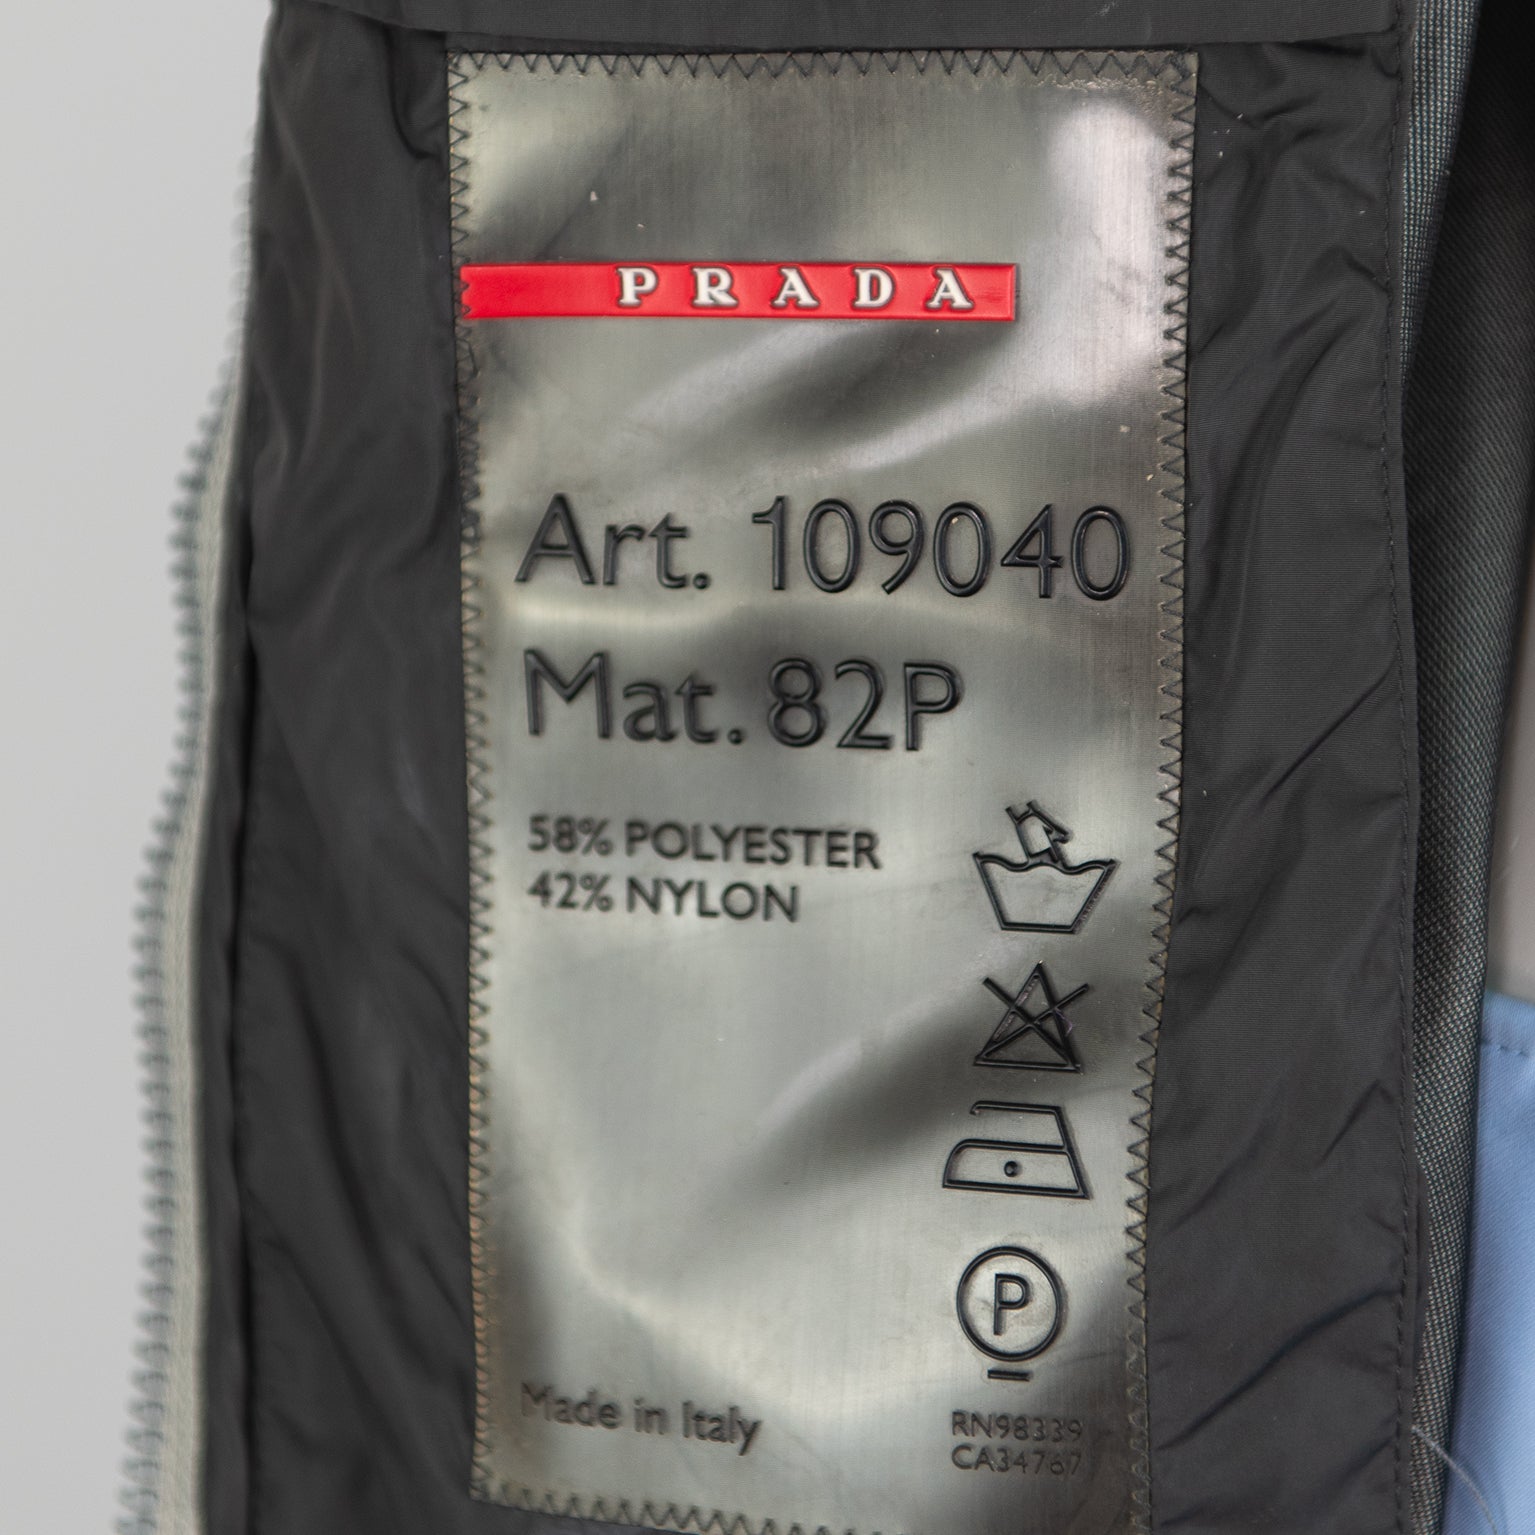 PRADA
Art. 109040
Mat. 82P
58% POLYESTER
42% NYLON
P
Made in Italy
RN98339
CA34767